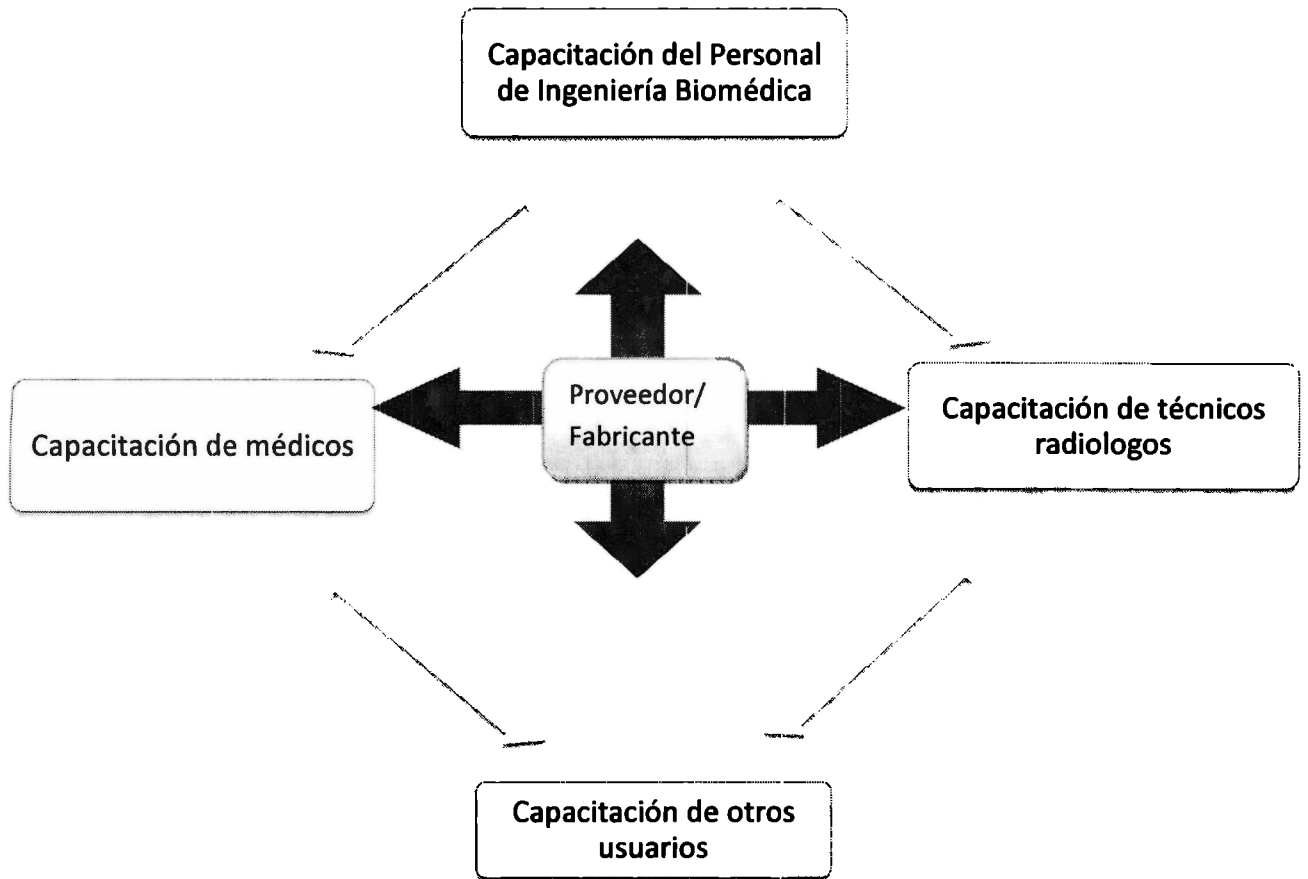 Capacitación del Personal
de Ingeniería Biomédica
Proveedor/
Fabricante
Capacitación de médicos
Capacitación de técnicos
radiologos
Capacitación de otros
usuarios